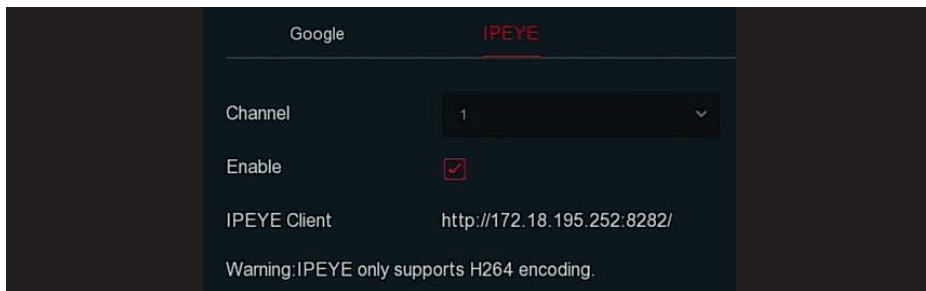 Google IPEYE
Channel 1
Enable
IPEYE Client http://172.18.195.252:8282/
Warning:IPEYE only supports H264 encoding.